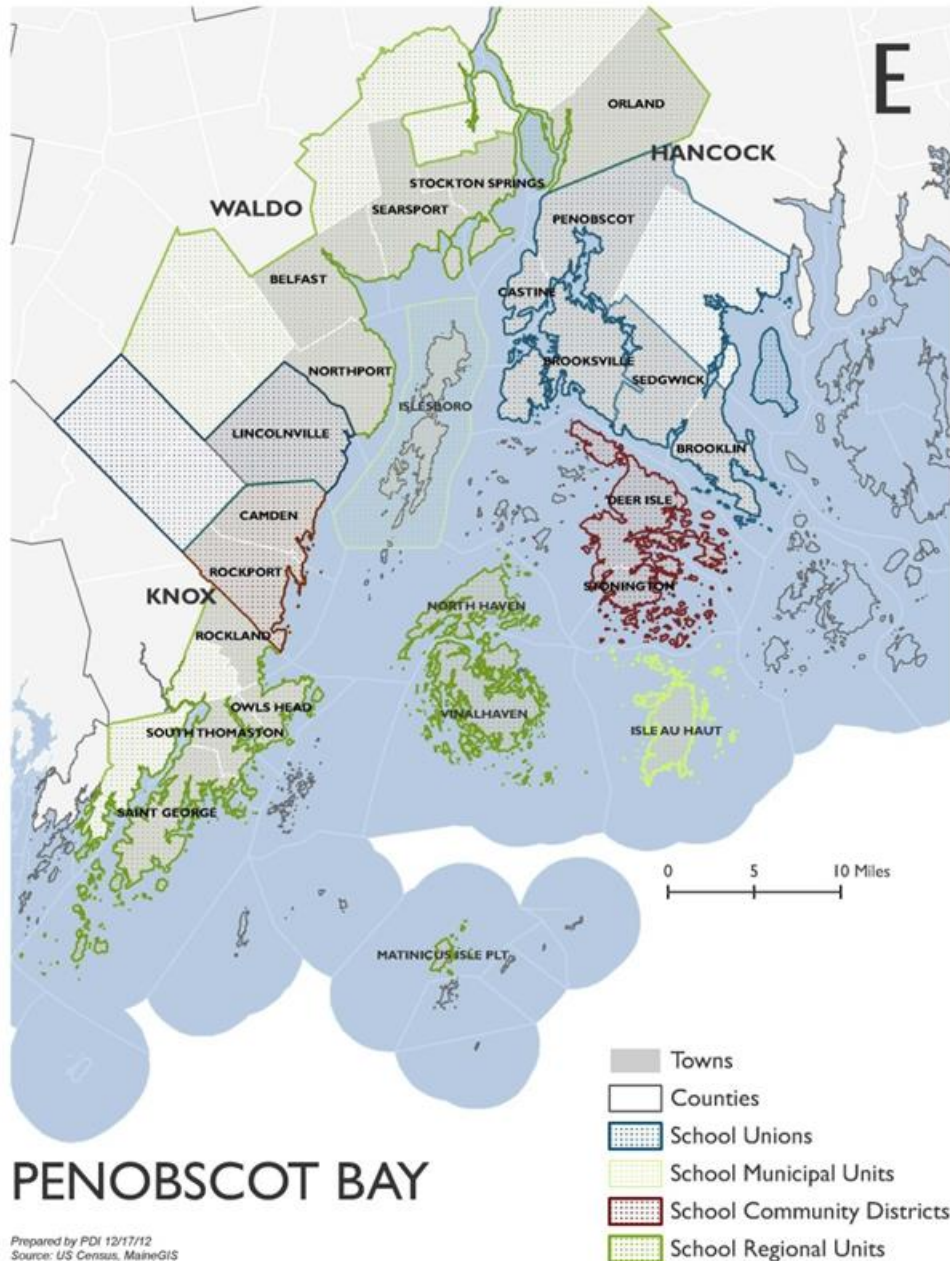 E
ORLAND
HANCOCK
STOCKTON SPRINGS
WALDO
SEARSPORT
PENOBSCOT
BELFAST
CASTINE
BROOKSVILLE
NORTHPORT
SEDGWICK
ISLESBORO
LINCOLNVILLE
BROOKLIN
DEER ISLE
CAMDEN
ROCKPORT
STONINGTON
KNOX
NORTH HAVEN
ROCKLAND
OWLS HEAD
VINALHAVEN
SOUTH THOMASTON
ISLE AU HAUT
SAINT GEORGE
0 5 10 Miles
MATINICUS ISLE PLT
Towns
Counties
School Unions
School Municipal Units
School Community Districts
School Regional Units
PENOBSCOT BAY
Prepared by PDI 12/17/12
Source: US Census, MaineGIS